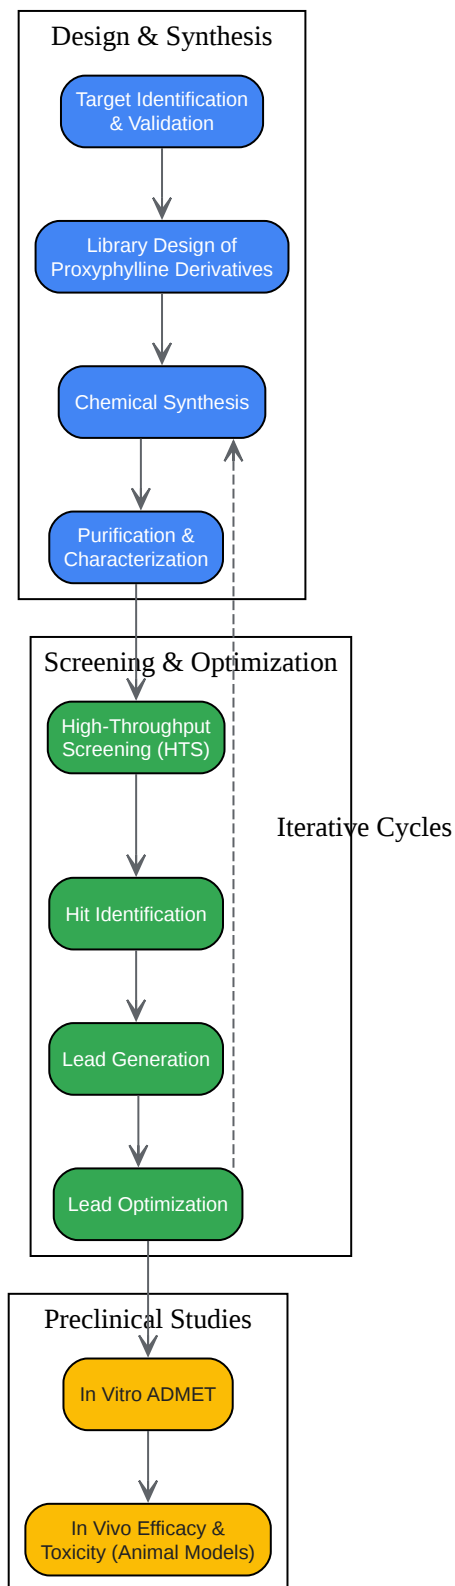 Design & Synthesis
Target Identification
& Validation
Library Design of
Proxyphylline Derivatives
Chemical Synthesis
Purification &
Characterization
Screening & Optimization
High-Throughput
Screening (HTS)
Iterative Cycles
Hit Identification
Lead Generation
Lead Optimization
Preclinical Studies
In Vitro ADMET
In Vivo Efficacy &
Toxicity (Animal Models)